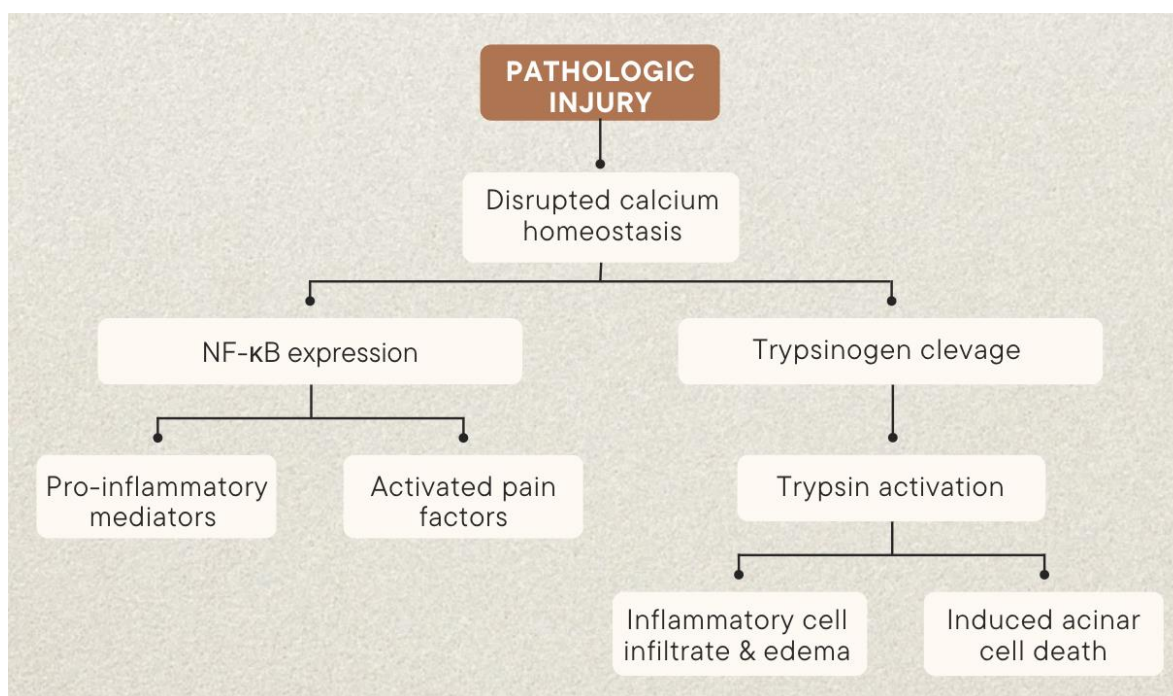 PATHOLOGIC
INJURY
Disrupted calcium
homeostasis
NF-κB expression
Trypsinogen clevage
Pro-inflammatory
mediators
Activated pain
factors
Trypsin activation
Inflammatory cell
infiltrate & edema
Induced acinar
cell death